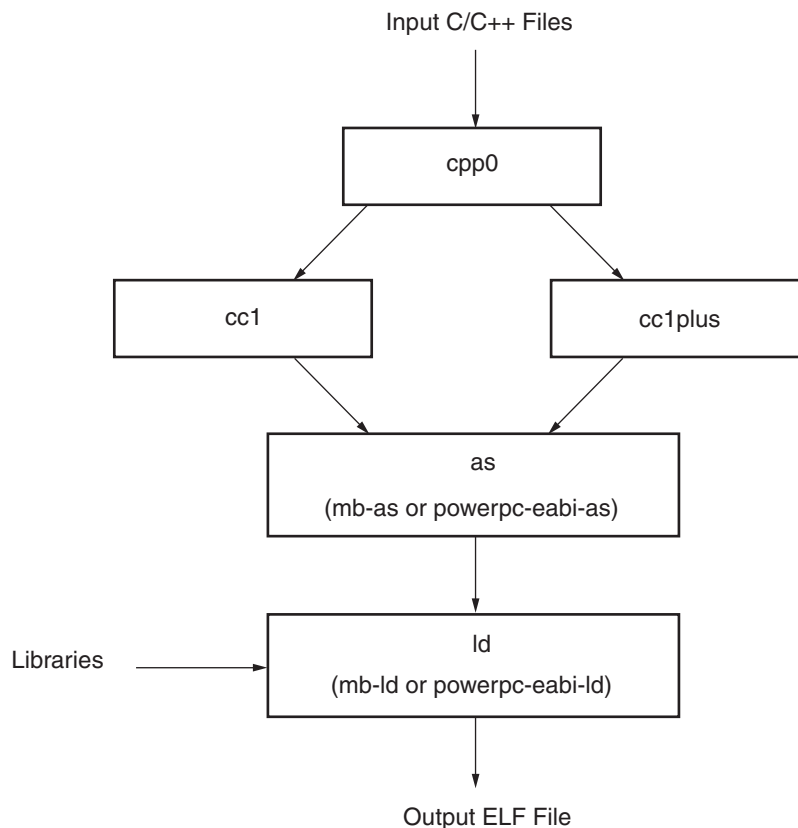 Input C/C++ Files
cpp0
cc1
cc1plus
as
(mb-as or powerpc-eabi-as)
ld
(mb-ld or powerpc-eabi-ld)
Libraries
Output ELF File